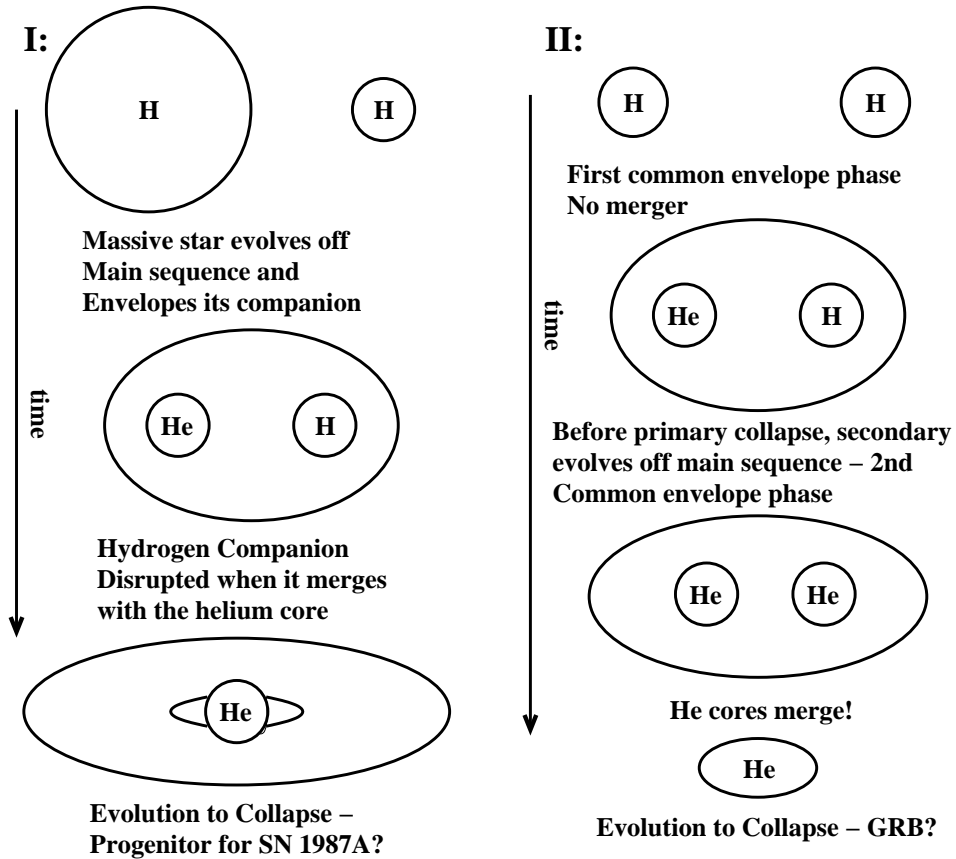 I:
H
H
Massive star evolves off
Main sequence and
Envelopes its companion
time
He
H
Hydrogen Companion
Disrupted when it merges
with the helium core
He
Evolution to Collapse –
Progenitor for SN 1987A?
II:
H
H
First common envelope phase
No merger
time
He
H
Before primary collapse, secondary
evolves off main sequence – 2nd
Common envelope phase
He
He
He cores merge!
He
Evolution to Collapse – GRB?